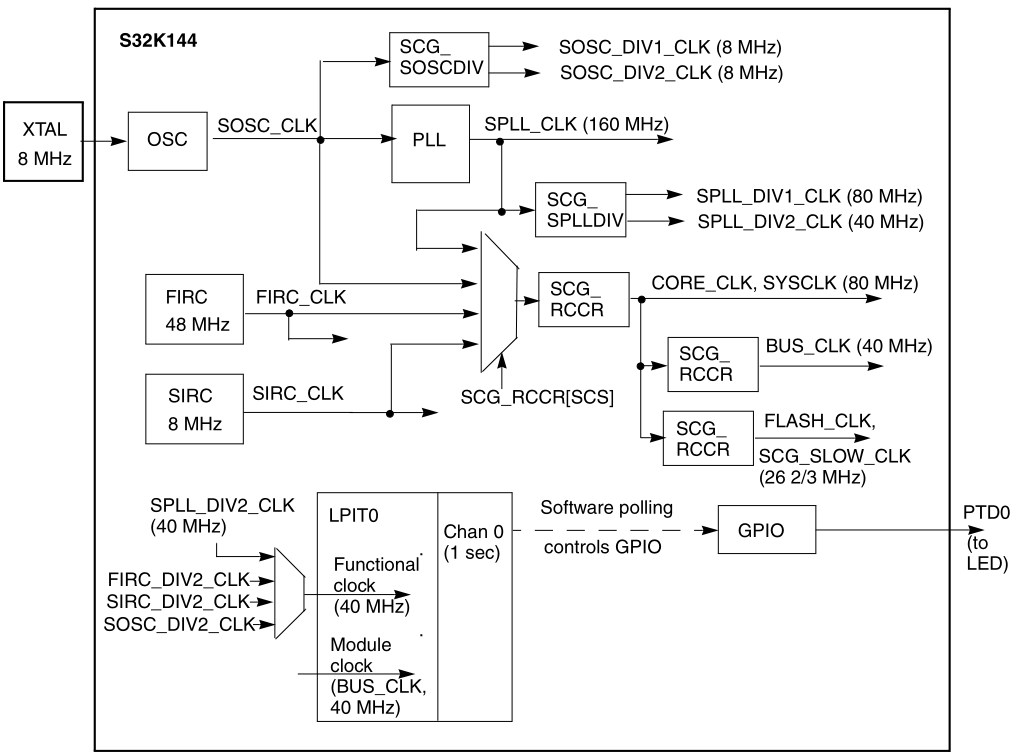 S32K144
SCG_
SOSCDIV
SOSC_DIV1_CLK (8 MHz)
SOSC_DIV2_CLK (8 MHz)
XTAL
8 MHz
OSC
SOSC_CLK
PLL
SPLL_CLK (160 MHz)
SCG_
SPLLDIV
SPLL_DIV1_CLK (80 MHz)
SPLL_DIV2_CLK (40 MHz)
FIRC
48 MHz
FIRC_CLK
SCG_
RCCR
CORE_CLK, SYSCLK (80 MHz)
SCG_
RCCR
BUS_CLK (40 MHz)
SIRC
8 MHz
SIRC_CLK
SCG_RCCR[SCS]
SCG_
RCCR
FLASH_CLK,
SCG_SLOW_CLK
(26 2/3 MHz)
SPLL_DIV2_CLK
(40 MHz)
FIRC_DIV2_CLK
SIRC_DIV2_CLK
SOSC_DIV2_CLK
LPIT0
Functional
clock
(40 MHz)
Module
clock
(BUS_CLK,
40 MHz)
Chan 0
(1 sec)
Software polling
controls GPIO
GPIO
PTD0
(to
LED)